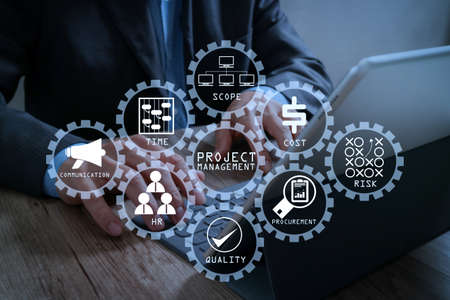 SCOPE
TIME
COST
COMMUNICATION
PROJECT
MANAGEMENT
RISK
HR
PROCUREMENT
QUALITY